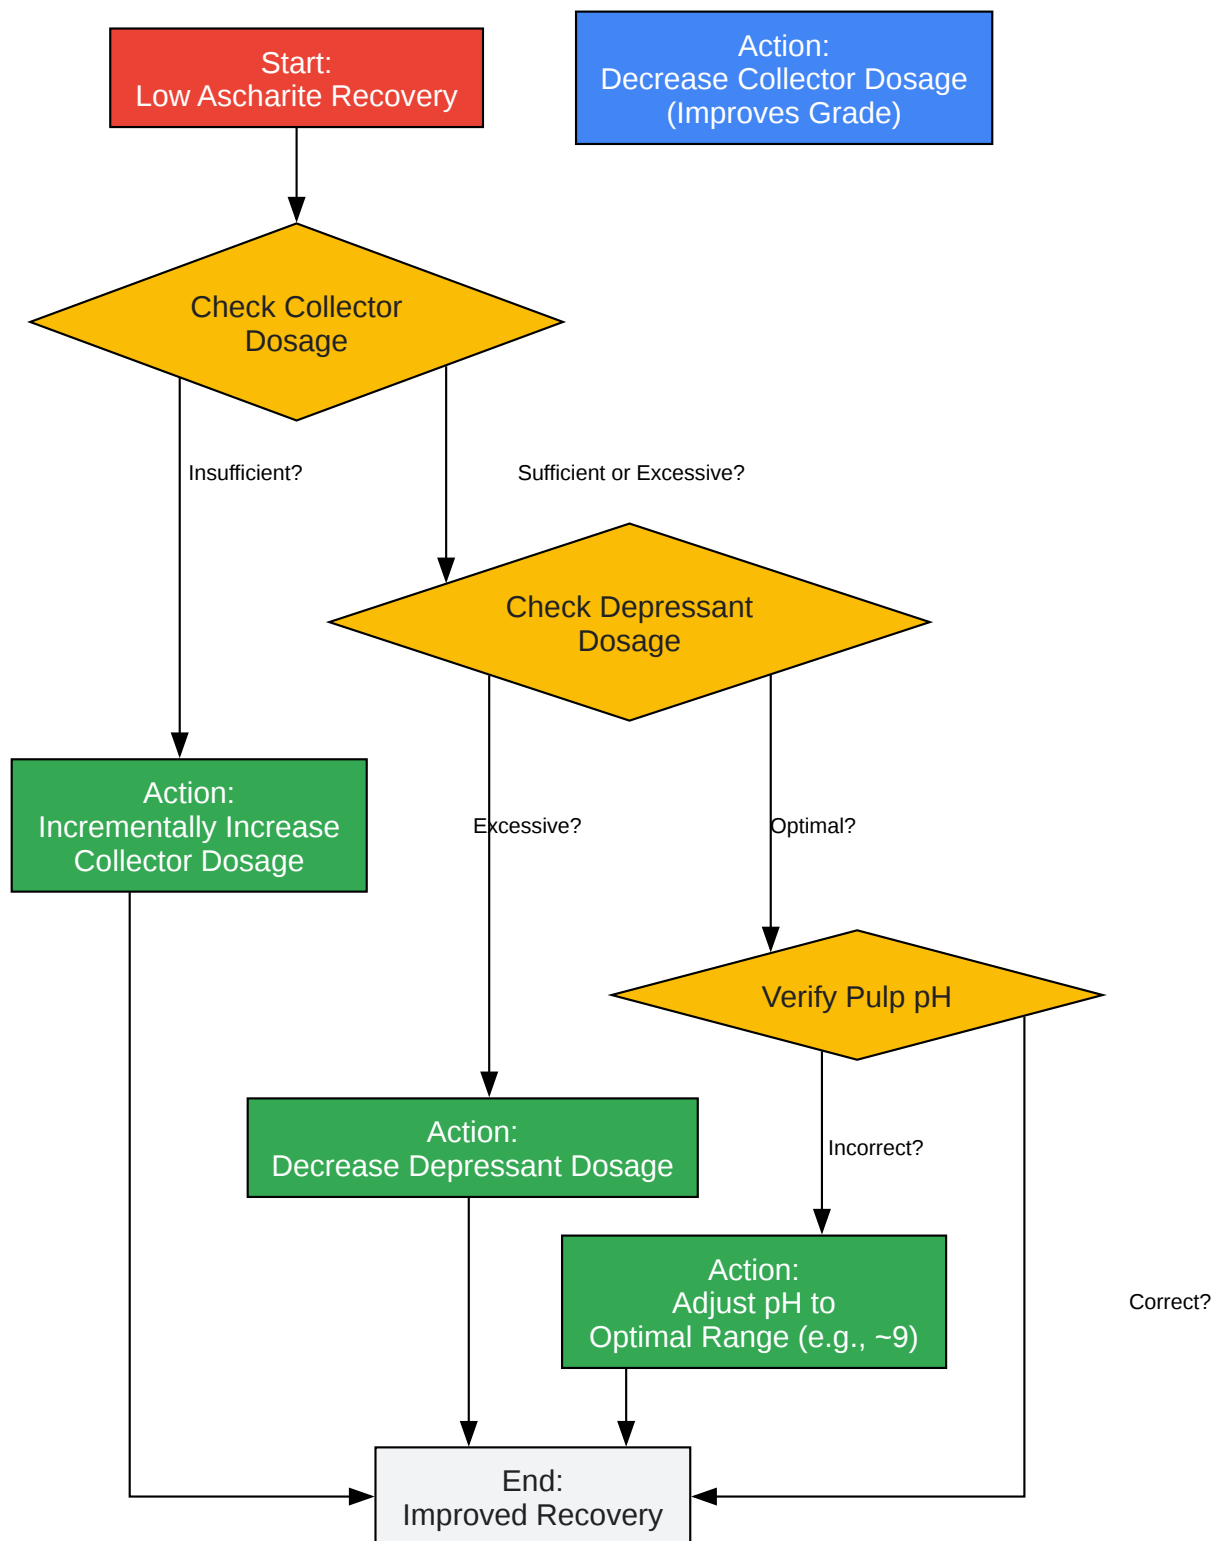 Start:
Low Ascharite Recovery
Action:
Decrease Collector Dosage
(Improves Grade)
Check Collector
Dosage
Insufficient?
Sufficient or Excessive?
Check Depressant
Dosage
Action:
Incrementally Increase
Collector Dosage
Excessive?
Optimal?
Verify Pulp pH
Action:
Decrease Depressant Dosage
Incorrect?
Action:
Adjust pH to
Optimal Range (e.g., ~9)
Correct?
End:
Improved Recovery